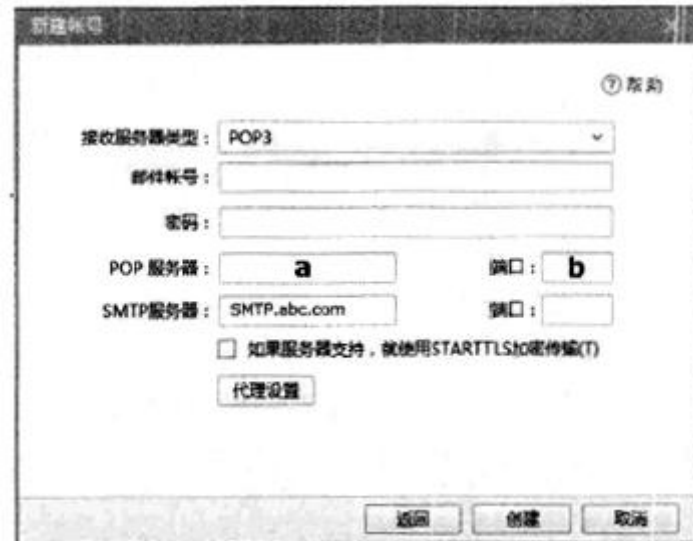 新建帐号
? 帮助
接收服务器类型： POP3
邮件帐号：
密码：
POP 服务器： a 端口： b
SMTP服务器： SMTP.abc.com 端口：
如果服务器支持，就使用STARTTLS加密传输(T)
代理设置
返回 创建 取消